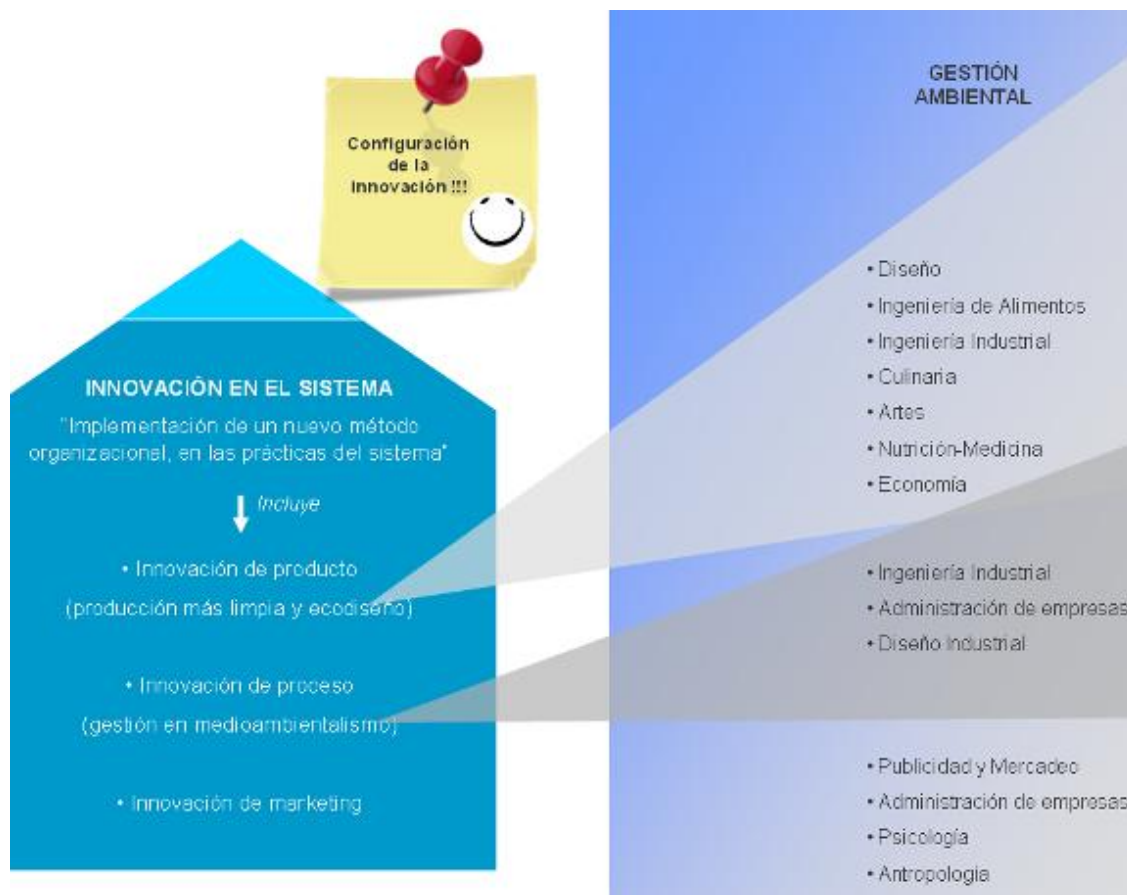 Configuración
de la
innovación !!!
INNOVACIÓN EN EL SISTEMA
"Implementación de un nuevo método
organizacional, en las prácticas del sistema"
Incluye
• Innovación de producto
(producción más limpia y ecodiseño)
• Innovación de proceso
(gestión en medioambientalismo)
• Innovación de marketing
GESTIÓN
AMBIENTAL
• Diseño
• Ingeniería de Alimentos
• Ingeniería Industrial
• Culinaria
• Artes
• Nutrición-Medicina
• Economía
• Ingeniería Industrial
• Administración de empresas
• Diseño Industrial
• Publicidad y Mercadeo
• Administración de empresas
• Psicología
• Antropología